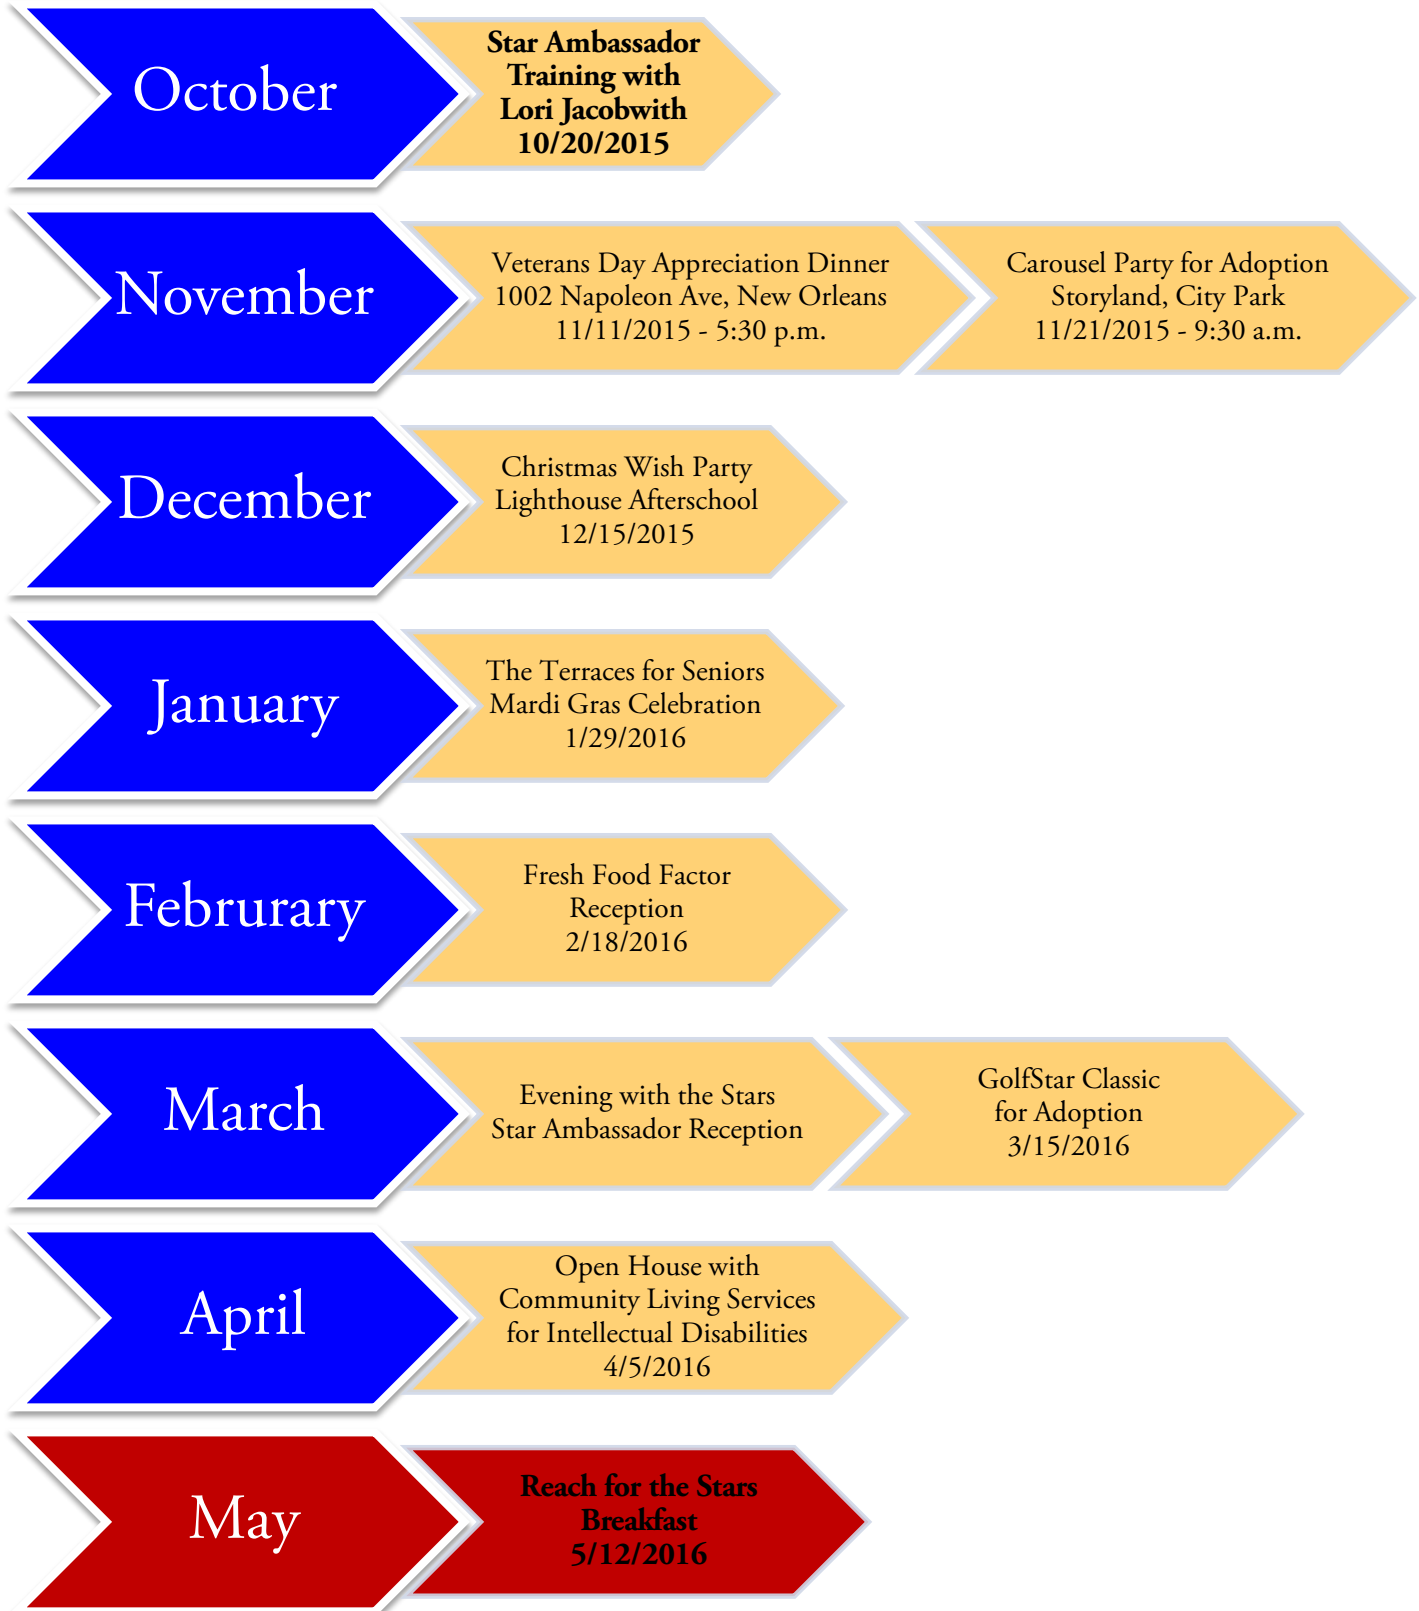 October
Star Ambassador
Training with
Lori Jacobwith
10/20/2015
November
Veterans Day Appreciation Dinner
1002 Napoleon Ave, New Orleans
11/11/2015 - 5:30 p.m.
Carousel Party for Adoption
Storyland, City Park
11/21/2015 - 9:30 a.m.
December
Christmas Wish Party
Lighthouse Afterschool
12/15/2015
January
The Terraces for Seniors
Mardi Gras Celebration
1/29/2016
Februrary
Fresh Food Factor
Reception
2/18/2016
March
Evening with the Stars
Star Ambassador Reception
GolfStar Classic
for Adoption
3/15/2016
April
Open House with
Community Living Services
for Intellectual Disabilities
4/5/2016
May
Reach for the Stars
Breakfast
5/12/2016